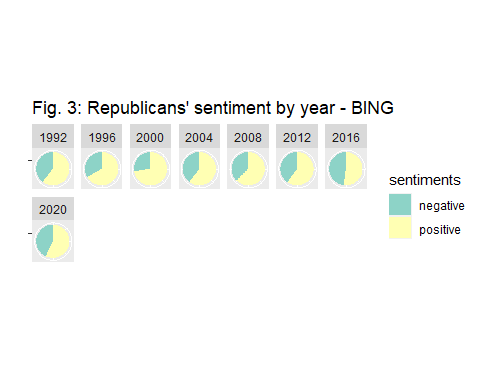 Fig. 3: Republicans' sentiment by year - BING
1992 1996 2000 2004 2008 2012 2016
sentiments
negative
positive
2020